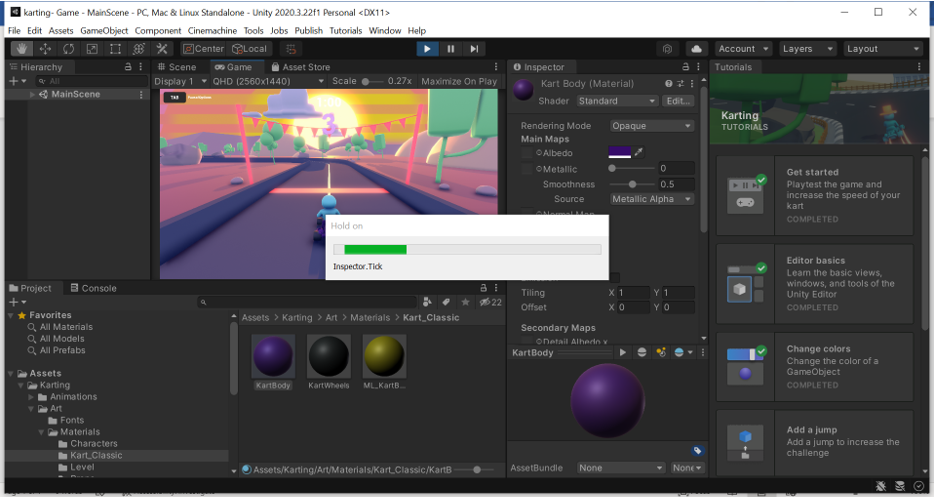 karting- Game - MainScene - PC, Mac & Linux Standalone - Unity 2020.3.22f1 Personal <DX11>
File Edit Assets GameObject Component Cinemachine Tools Jobs Publish Tutorials Window Help
Center Local Account Layers Layout
Hierarchy
All
MainScene
Scene Game Asset Store
Display 1 QHD (2560x1440) Scale 0.27x Maximize On Play
3
Hold on
Inspector.Tick
Inspector
Kart Body (Material)
Shader Standard Edit...
Rendering Mode Opaque
Main Maps
Albedo
Metallic 0
Smoothness 0.5
Source Metallic Alpha
Normal Map
Tiling X 1 Y 1
Offset X 0 Y 0
Secondary Maps
Detail Albedo x
KartBody
AssetBundle None None
Tutorials
Karting
TUTORIALS
Get started
Playtest the game and
increase the speed of your
kart
COMPLETED
Editor basics
Learn the basic views,
windows, and tools of the
Unity Editor
COMPLETED
Change colors
Change the color of a
GameObject
COMPLETED
Add a jump
Add a jump to increase the
challenge
Project Console
22
Favorites
All Materials
All Models
All Prefabs
Assets
Karting
Animations
Art
Fonts
Materials
Characters
Kart_Classic
Level
Assets > Karting > Art > Materials > Kart_Classic
KartBody KartWheels ML_KartB...
Assets/Karting/Art/Materials/Kart_Classic/KartB